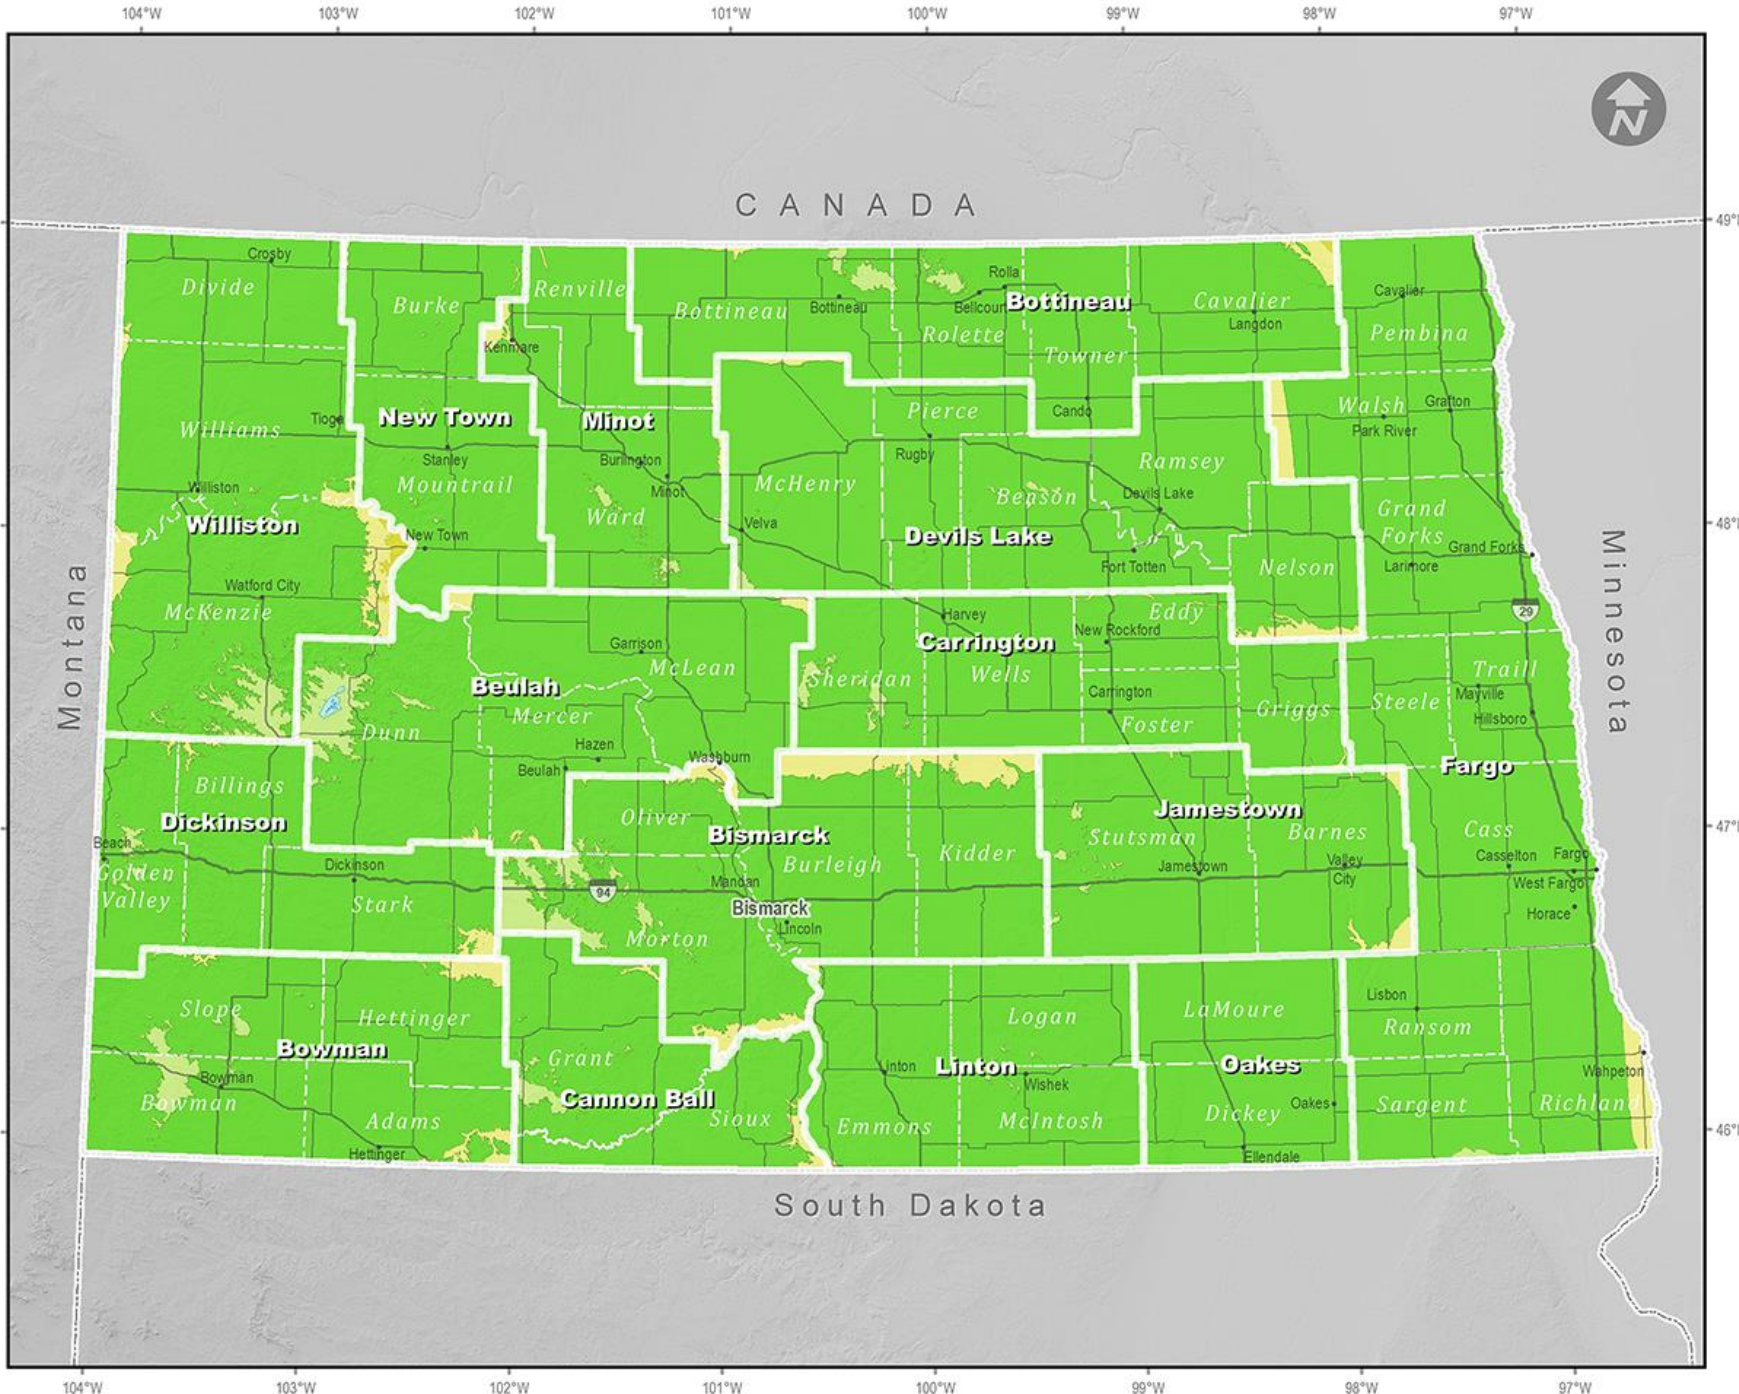 104°W 103°W 102°W 101°W 100°W 99°W 98°W 97°W
N
CANADA
49°
Crosby
Divide
Burke
Renville
Bottineau
Bottineau
Rolla
Bellcour
Bottineau
Rolette
Towner
Cavalier
Langdon
Cavalier
Pembina
Kenmare
Tioga
Williams
New Town
Minot
Pierce
Cando
Walsh
Grafton
Park River
Stanley
Mountrail
Burlington
Minot
Rugby
Ramsey
McHenry
Benson
Devils Lake
Williston
Williston
Ward
Velva
Devils Lake
Grand
Forks
48°
New Town
Grand Forks
Larimore
Fort Totten
Nelson
Montana
Minnesota
Watford City
McKenzie
Harvey
Eddy
New Rockford
29
Garrison
McLean
Carrington
Beulah
Sheridan
Wells
Traill
Mercer
Carrington
Mayville
Steele
Griggs
Hillsboro
Dunn
Foster
Hazen
Washburn
Beulah
Fargo
Billings
Dickinson
Oliver
Bismarck
Jamestown
Stutsman
Barnes
Cass
47°
Beach
Golden
Valley
Dickinson
Burleigh
Kidder
Jamestown
Valley
City
Casselton
Fargo
West Fargo
94
Mandan
Stark
Bismarck
Lincoln
Horace
Morton
Lisbon
Slope
Hettinger
Logan
LaMoure
Ransom
Bowman
Grant
Linton
Linton
Oakes
Wishek
Wahpeton
Bowman
Bowman
Cannon Ball
Sioux
Emmons
McIntosh
Dickey
Oakes
Sargent
Richland
Adams
46°
Hettinger
Ellendale
South Dakota
104°W 103°W 102°W 101°W 100°W 99°W 98°W 97°W